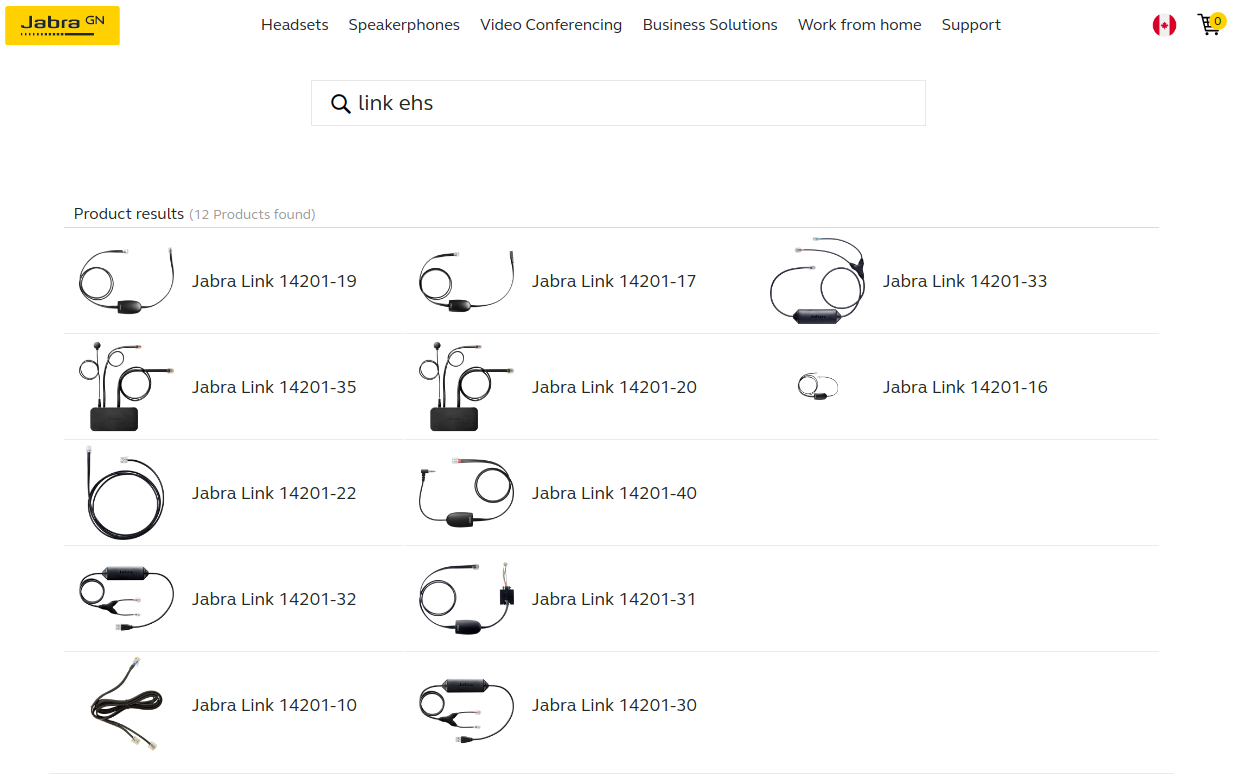 Jabra GN
Headsets Speakerphones Video Conferencing Business Solutions Work from home Support
0
link ehs
Product results (12 Products found)
Jabra Link 14201-19
Jabra Link 14201-17
Jabra Link 14201-33
Jabra Link 14201-35
Jabra Link 14201-20
Jabra Link 14201-16
Jabra Link 14201-22
Jabra Link 14201-40
Jabra Link 14201-32
Jabra Link 14201-31
Jabra Link 14201-10
Jabra Link 14201-30